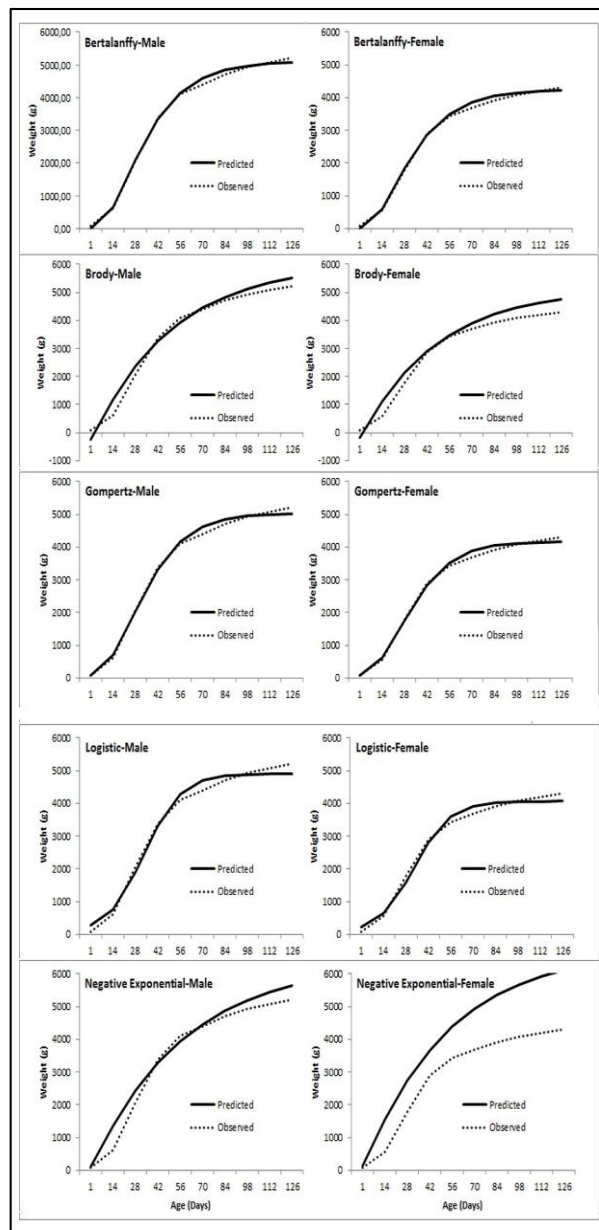 Bertalanffy-Male
6000,00
5000,00
4000,00
3000,00
2000,00
1000,00
0,00
Weight (g)
Predicted
Observed
1 14 28 42 56 70 84 98 112 126
Bertalanffy-Female
6000
5000
4000
3000
2000
1000
0
Weight (g)
Predicted
Observed
1 14 28 42 56 70 84 98 112 126
Brody-Male
6000
5000
4000
3000
2000
1000
0
-1000
Weight (g)
Predicted
Observed
1 14 28 42 56 70 84 98 112 126
Brody-Female
6000
5000
4000
3000
2000
1000
0
-1000
Weight (g)
Predicted
Observed
1 14 28 42 56 70 84 98 112 126
Gompertz-Male
6000
5000
4000
3000
2000
1000
0
Weight (g)
Predicted
Observed
1 14 28 42 56 70 84 98 112 126
Gompertz-Female
6000
5000
4000
3000
2000
1000
0
Weight (g)
Predicted
Observed
1 14 28 42 56 70 84 98 112 126
Logistic-Male
6000
5000
4000
3000
2000
1000
0
Weight (g)
Predicted
Observed
1 14 28 42 56 70 84 98 112 126
Logistic-Female
6000
5000
4000
3000
2000
1000
0
Weight (g)
Predicted
Observed
1 14 28 42 56 70 84 98 112 126
Negative Exponential-Male
6000
5000
4000
3000
2000
1000
0
Weight (g)
Predicted
Observed
1 14 28 42 56 70 84 98 112 126
Age (Days)
Negative Exponential-Female
6000
5000
4000
3000
2000
1000
0
Weight (g)
Predicted
Observed
1 14 28 42 56 70 84 98 112 126
Age (Days)